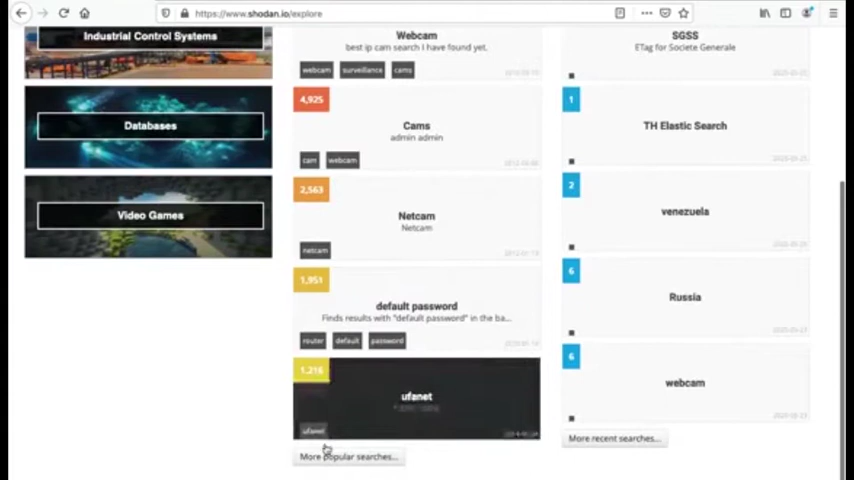 https://www.shodan.io/explore
Industrial Control Systems
Databases
Video Games
Webcam
best ip cam search I have found yet.
webcam surveillance cams
4,925
Cams
admin admin
cam webcam
2,563
Netcam
Netcam
netcam
1,951
default password
Finds results with "default password" in the ba...
router default password
1,216
ufanet
ufanet
More popular searches...
SGSS
ETag for Societe Generale
1
TH Elastic Search
2
venezuela
6
Russia
6
webcam
More recent searches...